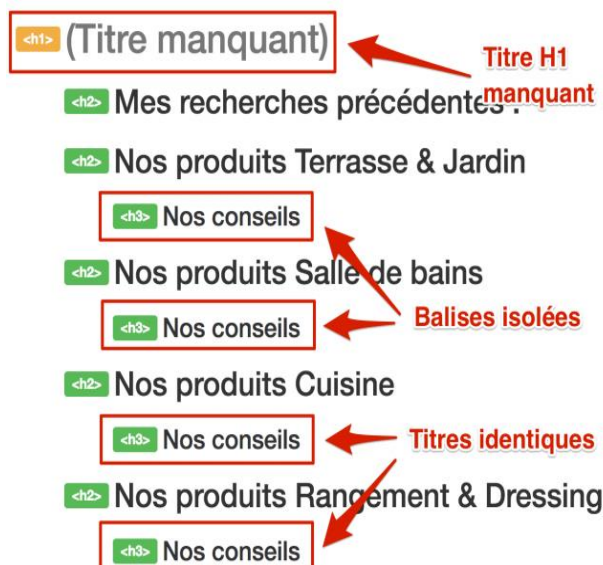 <h1> (Titre manquant)
Titre H1
manquant
<h2> Mes recherches précédentes :
<h2> Nos produits Terrasse & Jardin
<h3> Nos conseils
<h2> Nos produits Salle de bains
<h3> Nos conseils
Balises isolées
<h2> Nos produits Cuisine
<h3> Nos conseils
Titres identiques
<h2> Nos produits Rangement & Dressing
<h3> Nos conseils